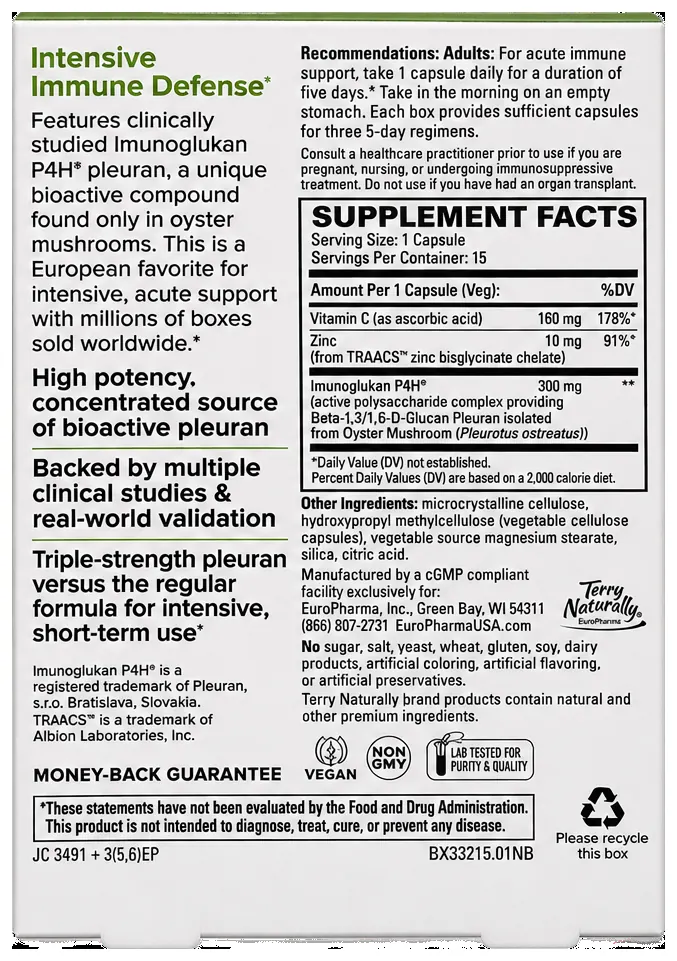 Intensive
Immune Defense*
Features clinically
studied Imunoglukan
P4H® pleuran, a unique
bioactive compound
found only in oyster
mushrooms. This is a
European favorite for
intensive, acute support
with millions of boxes
sold worldwide.*
High potency,
concentrated source
of bioactive pleuran
Backed by multiple
clinical studies &
real-world validation
Triple-strength pleuran
versus the regular
formula for intensive,
short-term use*
Imunoglukan P4H® is a
registered trademark of Pleuran,
s.r.o. Bratislava, Slovakia.
TRAACS™ is a trademark of
Albion Laboratories, Inc.
MONEY-BACK GUARANTEE
Recommendations: Adults: For acute immune
support, take 1 capsule daily for a duration of
five days.* Take in the morning on an empty
stomach. Each box provides sufficient capsules
for three 5-day regimens.
Consult a healthcare practitioner prior to use if you are
pregnant, nursing, or undergoing immunosuppressive
treatment. Do not use if you have had an organ transplant.
SUPPLEMENT FACTS
Serving Size: 1 Capsule
Servings Per Container: 15
Amount Per 1 Capsule (Veg): %DV
Vitamin C (as ascorbic acid) 160 mg 178%*
Zinc 10 mg 91%*
(from TRAACS™ zinc bisglycinate chelate)
Imunoglukan P4H® 300 mg **
(active polysaccharide complex providing
Beta-1,3/1,6-D-Glucan Pleuran isolated
from Oyster Mushroom (Pleurotus ostreatus))
*Daily Value (DV) not established.
Percent Daily Values (DV) are based on a 2,000 calorie diet.
Other Ingredients: microcrystalline cellulose,
hydroxypropyl methylcellulose (vegetable cellulose
capsules), vegetable source magnesium stearate,
silica, citric acid.
Manufactured by a cGMP compliant
facility exclusively for:
EuroPharma, Inc., Green Bay, WI 54311
(866) 807-2731 EuroPharmaUSA.com
Terry
Naturally®
EuroPharma
No sugar, salt, yeast, wheat, gluten, soy, dairy
products, artificial coloring, artificial flavoring,
or artificial preservatives.
Terry Naturally brand products contain natural and
other premium ingredients.
VEGAN
NON
GMY
LAB TESTED FOR
PURITY & QUALITY
*These statements have not been evaluated by the Food and Drug Administration.
This product is not intended to diagnose, treat, cure, or prevent any disease.
Please recycle
this box
JC 3491 + 3(5,6)EP
BX33215.01NB